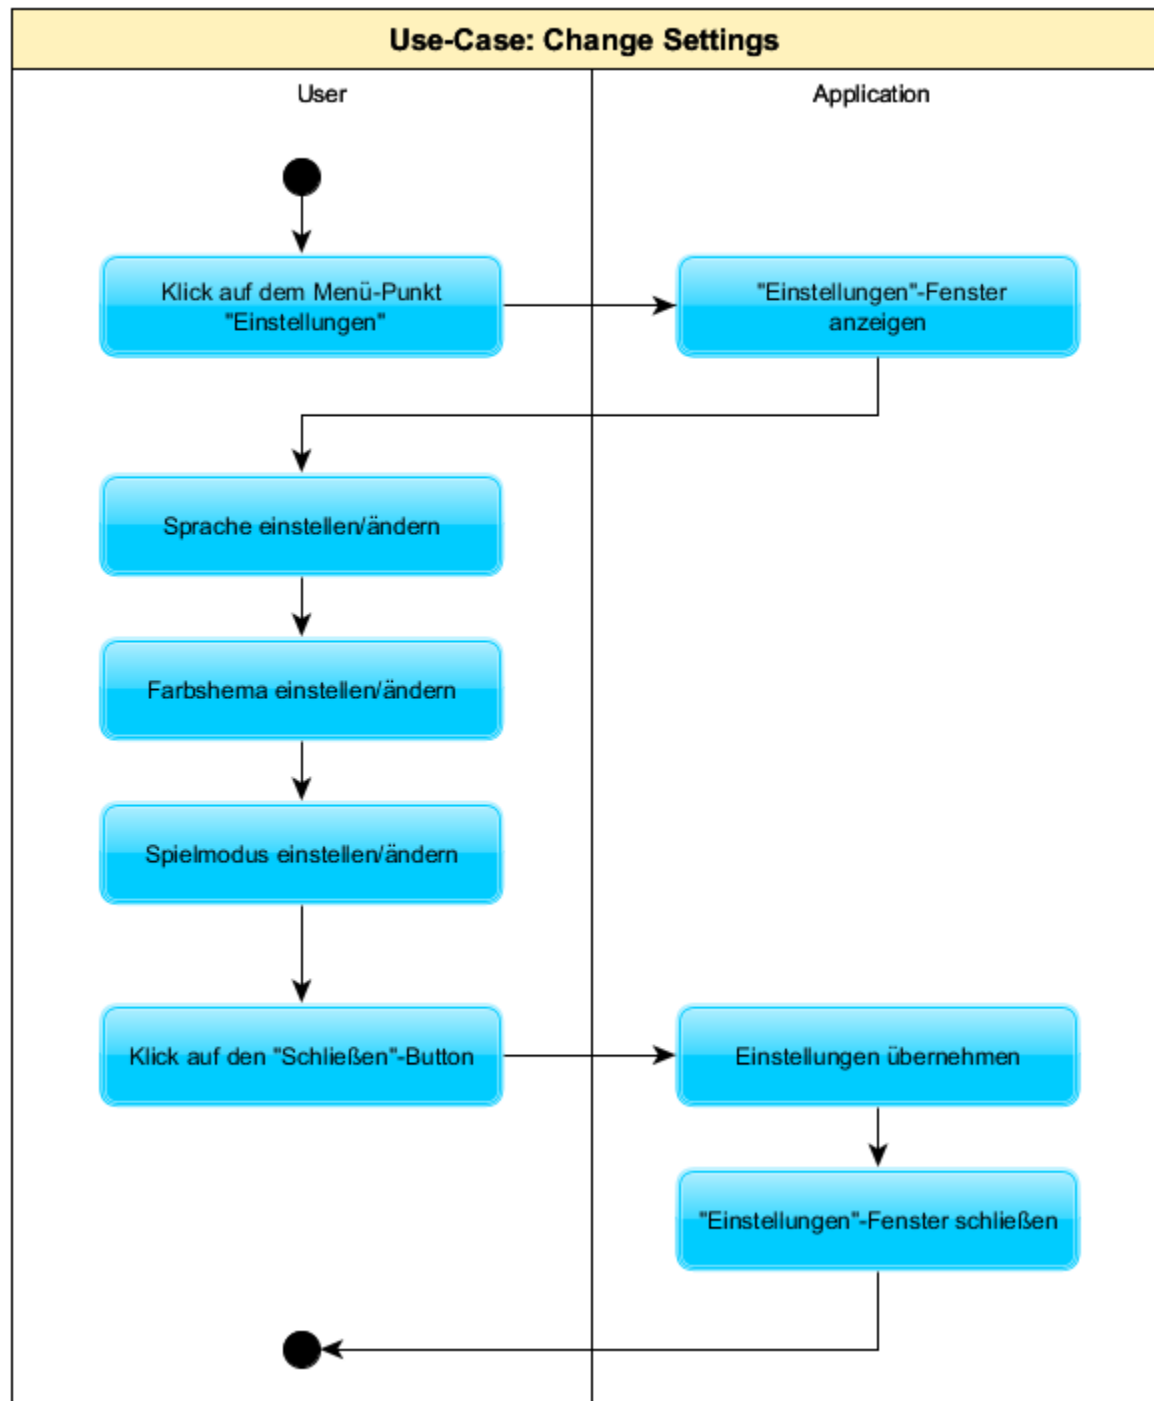 Use-Case: Change Settings
User
Application
Klick auf dem Menü-Punkt
"Einstellungen"
"Einstellungen"-Fenster
anzeigen
Sprache einstellen/ändern
Farbshema einstellen/ändern
Spielmodus einstellen/ändern
Klick auf den "Schließen"-Button
Einstellungen übernehmen
"Einstellungen"-Fenster schließen